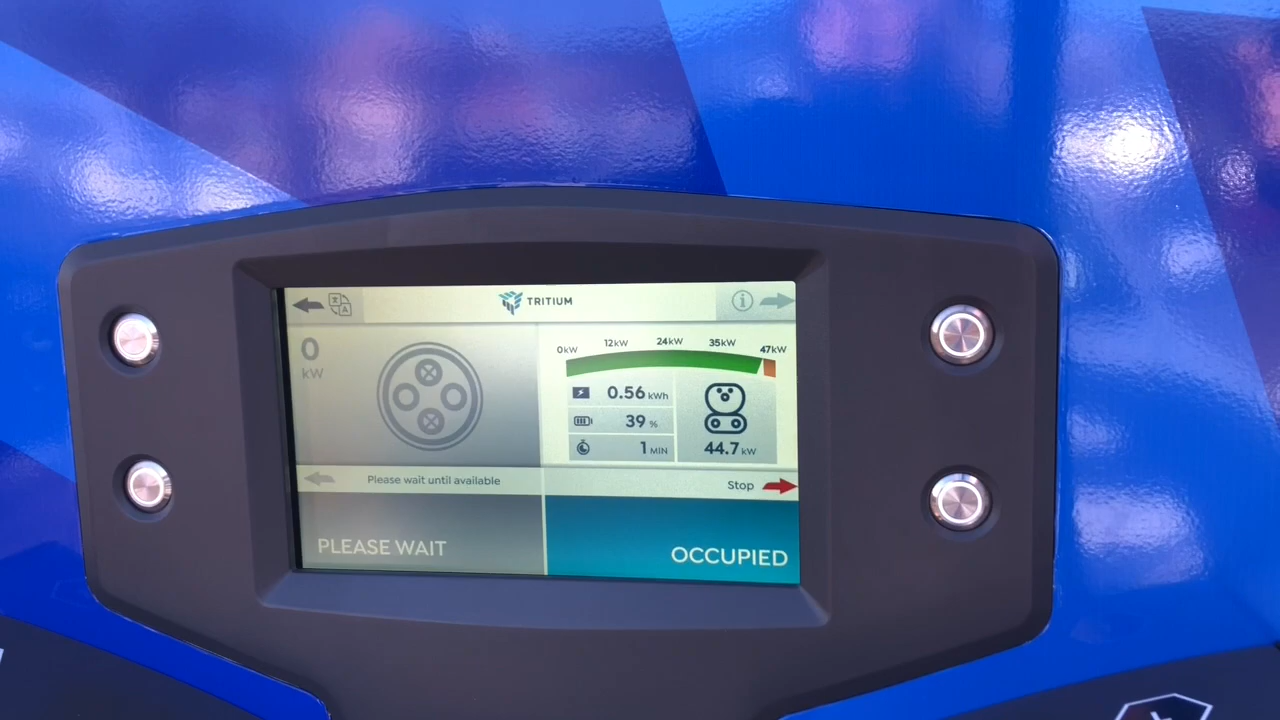 TRITIUM
0
kW
0kW 12kW 24kW 35kW 47kW
0.56 kWh
39 %
1 MIN
44.7 kW
Please wait until available
Stop
PLEASE WAIT
OCCUPIED